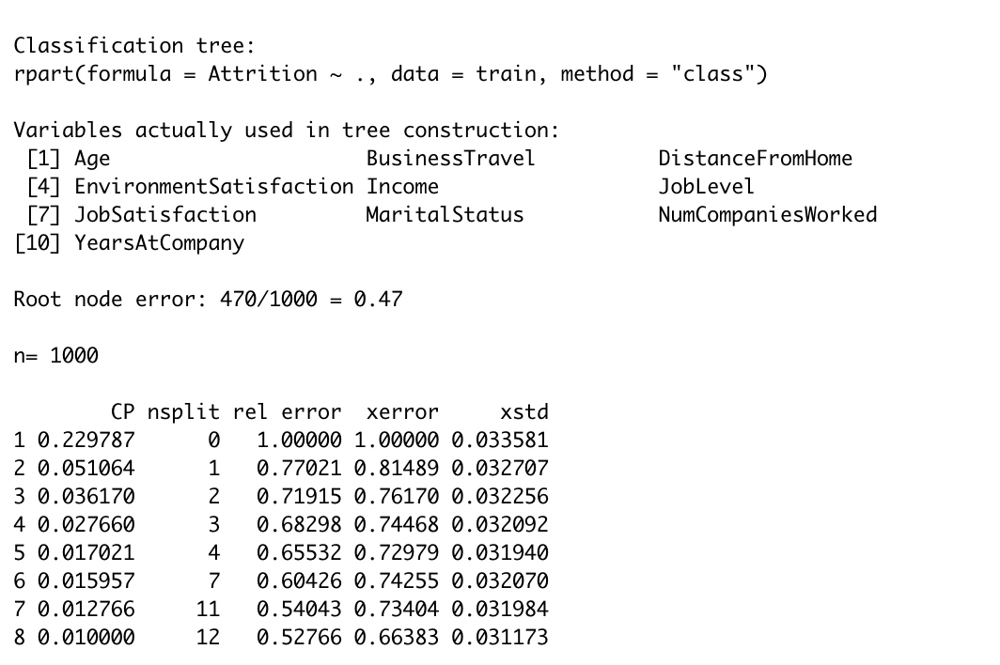 Classification tree:
rpart(formula = Attrition ~ ., data = train, method = "class")

Variables actually used in tree construction:
 [1] Age                     BusinessTravel          DistanceFromHome
 [4] EnvironmentSatisfaction Income                  JobLevel
 [7] JobSatisfaction         MaritalStatus           NumCompaniesWorked
[10] YearsAtCompany

Root node error: 470/1000 = 0.47

n= 1000

        CP nsplit rel error  xerror     xstd
1 0.229787      0   1.00000 1.00000 0.033581
2 0.051064      1   0.77021 0.81489 0.032707
3 0.036170      2   0.71915 0.76170 0.032256
4 0.027660      3   0.68298 0.74468 0.032092
5 0.017021      4   0.65532 0.72979 0.031940
6 0.015957      7   0.60426 0.74255 0.032070
7 0.012766     11   0.54043 0.73404 0.031984
8 0.010000     12   0.52766 0.66383 0.031173